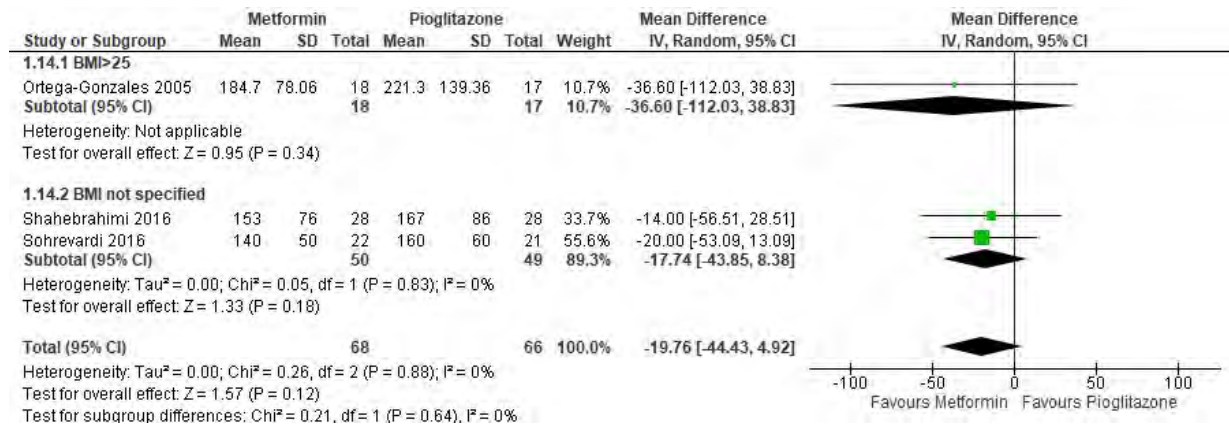 Metformin Pioglitazone Mean Difference Mean Difference
Study or Subgroup Mean SD Total Mean SD Total Weight IV, Random, 95% CI IV, Random, 95% CI
1.14.1 BMI>25
Ortega-Gonzales 2005 184.7 78.06 18 221.3 139.36 17 10.7% -36.60 [-112.03, 38.83]
Subtotal (95% CI) 18 17 10.7% -36.60 [-112.03, 38.83]
Heterogeneity: Not applicable
Test for overall effect: Z = 0.95 (P = 0.34)
1.14.2 BMI not specified
Shahebrahimi 2016 153 76 28 167 86 28 33.7% -14.00 [-56.51, 28.51]
Sohrevardi 2016 140 50 22 160 60 21 55.6% -20.00 [-53.09, 13.09]
Subtotal (95% CI) 50 49 89.3% -17.74 [-43.85, 8.38]
Heterogeneity: Tau² = 0.00; Chi² = 0.05, df = 1 (P = 0.83); I² = 0%
Test for overall effect: Z = 1.33 (P = 0.18)
Total (95% CI) 68 66 100.0% -19.76 [-44.43, 4.92]
Heterogeneity: Tau² = 0.00; Chi² = 0.26, df = 2 (P = 0.88); I² = 0%
Test for overall effect: Z = 1.57 (P = 0.12)
Test for subgroup differences: Chi² = 0.21, df = 1 (P = 0.64), I² = 0%
-100 -50 0 50 100
Favours Metformin Favours Pioglitazone